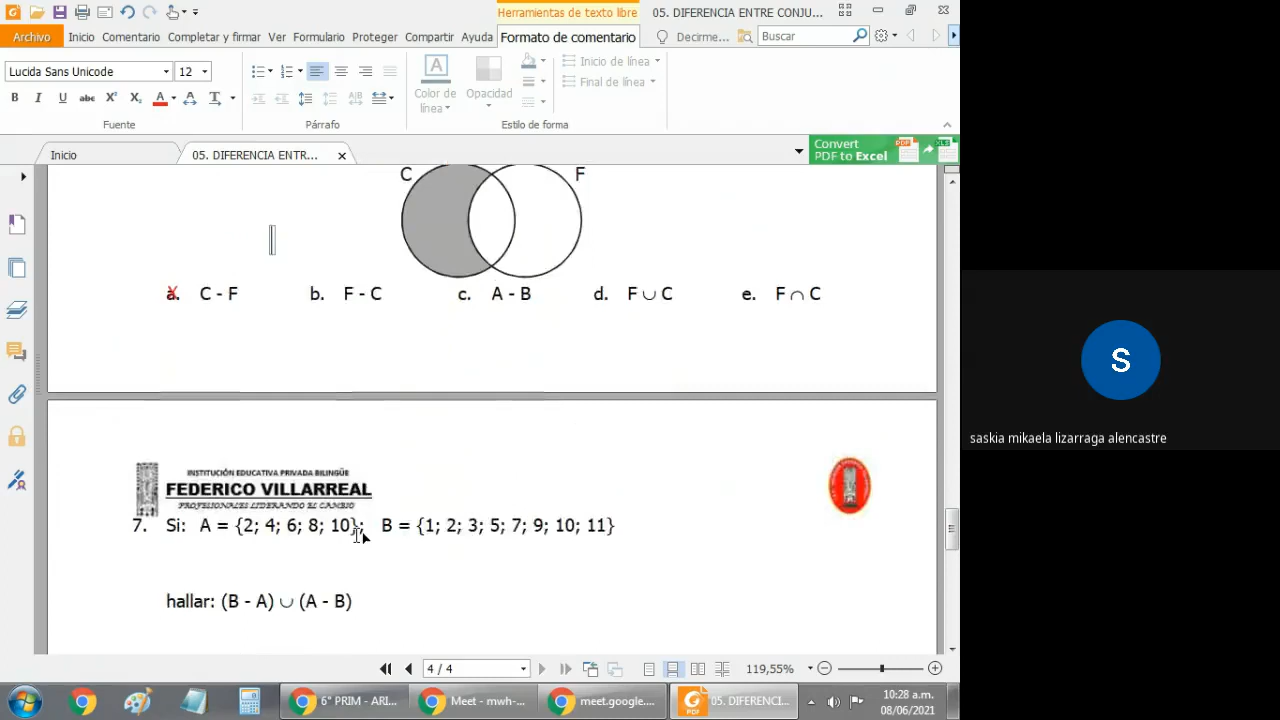 Herramientas de texto libre
05. DIFERENCIA ENTRE CONJU...
Archivo Inicio Comentario Completar y firmar Ver Formulario Proteger Compartir Ayuda Formato de comentario Decirme... Buscar
Lucida Sans Unicode 12
Inicio de línea
Color de línea
Opacidad
Final de línea
Fuente Párrafo Estilo de forma
Inicio 05. DIFERENCIA ENTR...
Convert
PDF to Excel
C F
a. C - F b. F - C c. A - B d. F ∪ C e. F ∩ C
INSTITUCIÓN EDUCATIVA PRIVADA BILINGÜE
FEDERICO VILLARREAL
PROFESIONALES LIDERANDO EL CAMBIO
7. Si: A = {2; 4; 6; 8; 10}; B = {1; 2; 3; 5; 7; 9; 10; 11}
hallar: (B - A) ∪ (A - B)
4 / 4 119,55%
S
saskia mikaela lizarraga alencastre
6° PRIM - ARI... Meet - mwh-... meet.google.... 05. DIFERENCI...
10:28 a.m.
08/06/2021